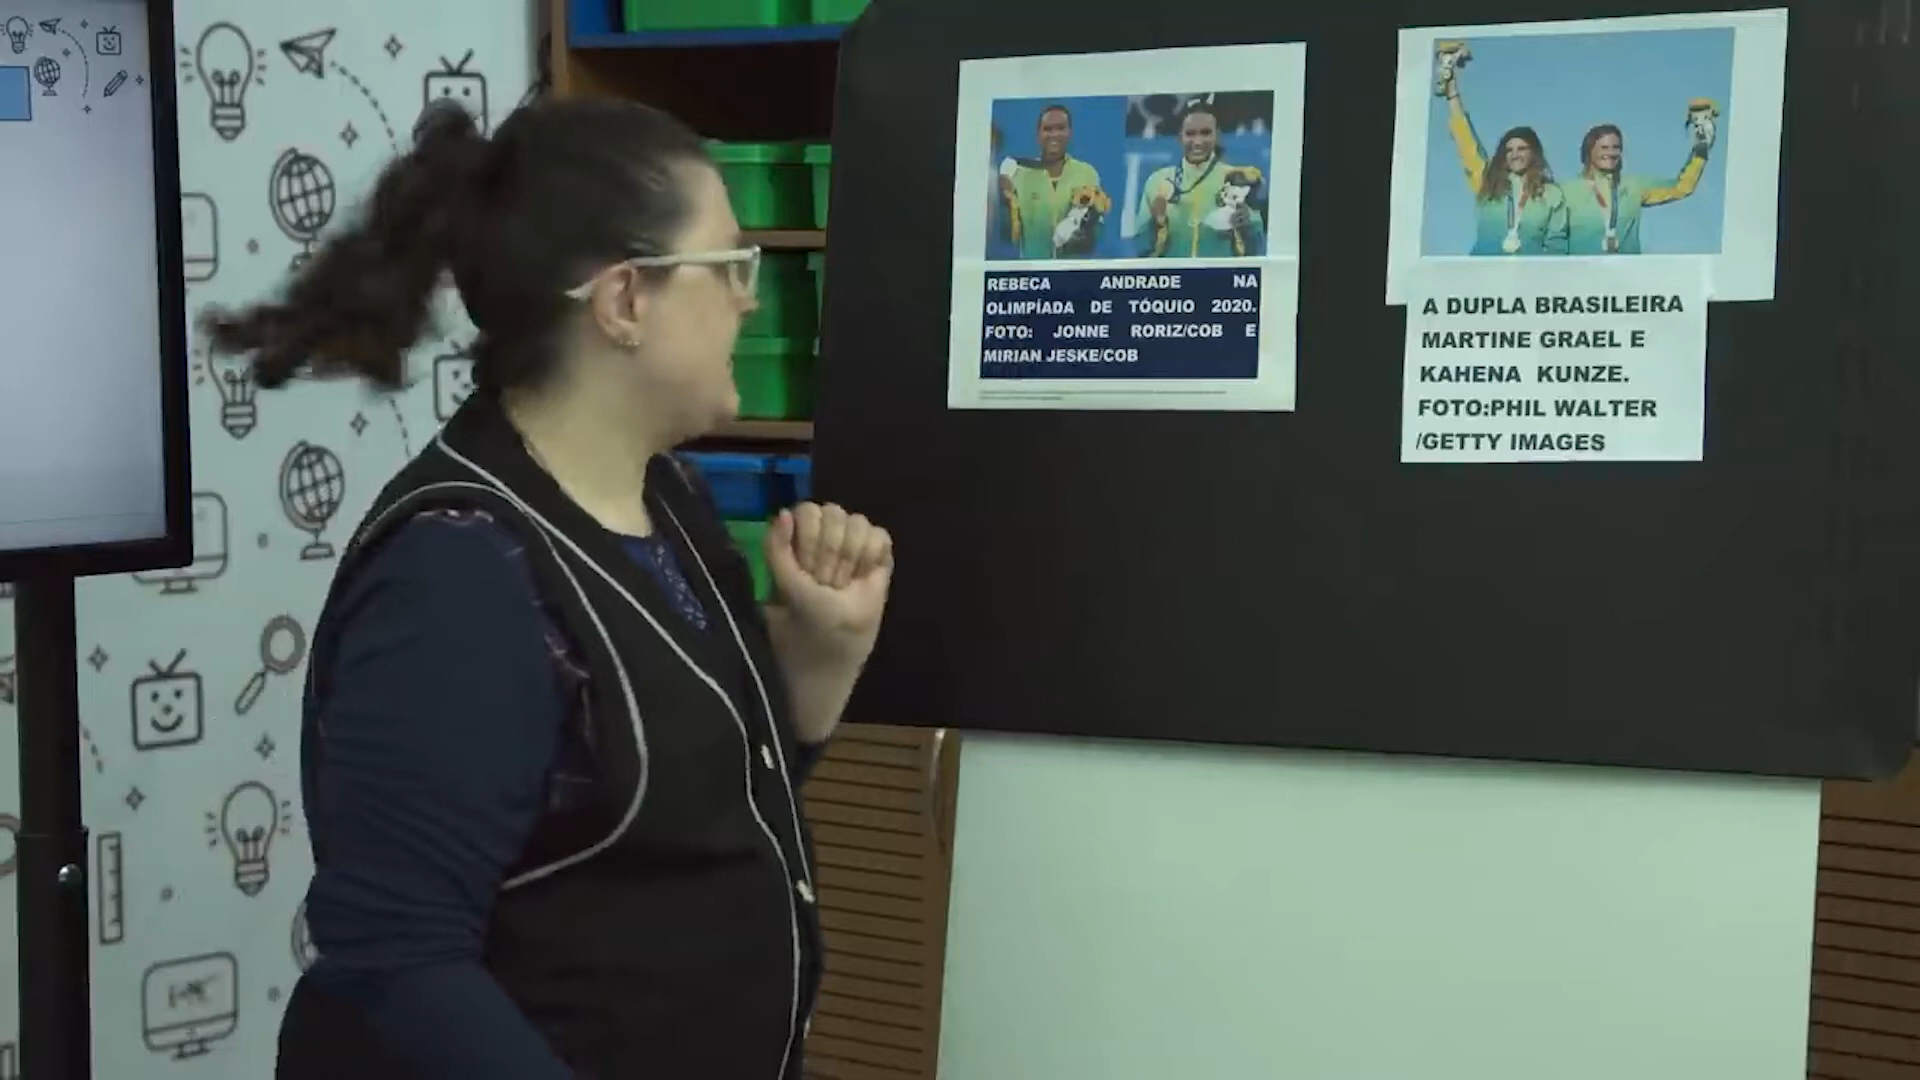 REBECA ANDRADE NA
OLIMPÍADA DE TÓQUIO 2020.
FOTO: JONNE RORIZ/COB E
MIRIAN JESKE/COB
A DUPLA BRASILEIRA
MARTINE GRAEL E
KAHENA KUNZE.
FOTO:PHIL WALTER
/GETTY IMAGES